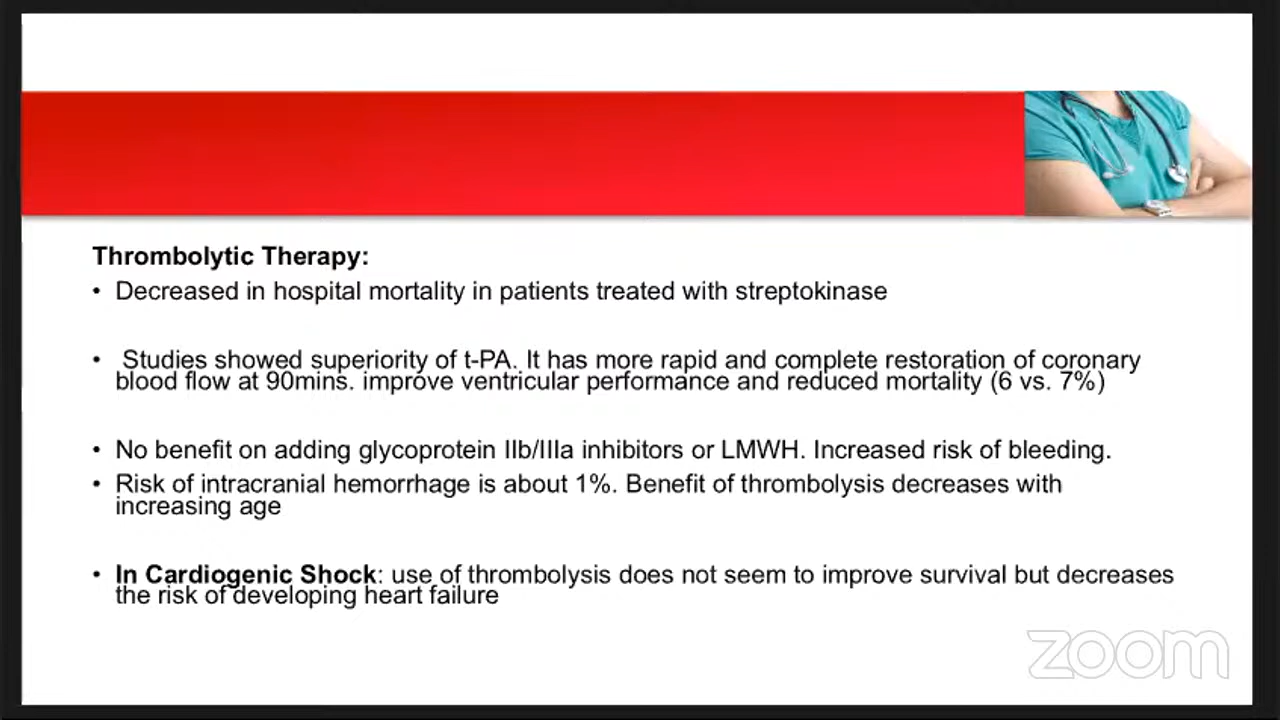 Thrombolytic Therapy:
• Decreased in hospital mortality in patients treated with streptokinase
• Studies showed superiority of t-PA. It has more rapid and complete restoration of coronary
blood flow at 90mins. improve ventricular performance and reduced mortality (6 vs. 7%)
• No benefit on adding glycoprotein IIb/IIIa inhibitors or LMWH. Increased risk of bleeding.
• Risk of intracranial hemorrhage is about 1%. Benefit of thrombolysis decreases with
increasing age
• In Cardiogenic Shock: use of thrombolysis does not seem to improve survival but decreases
the risk of developing heart failure
zoom